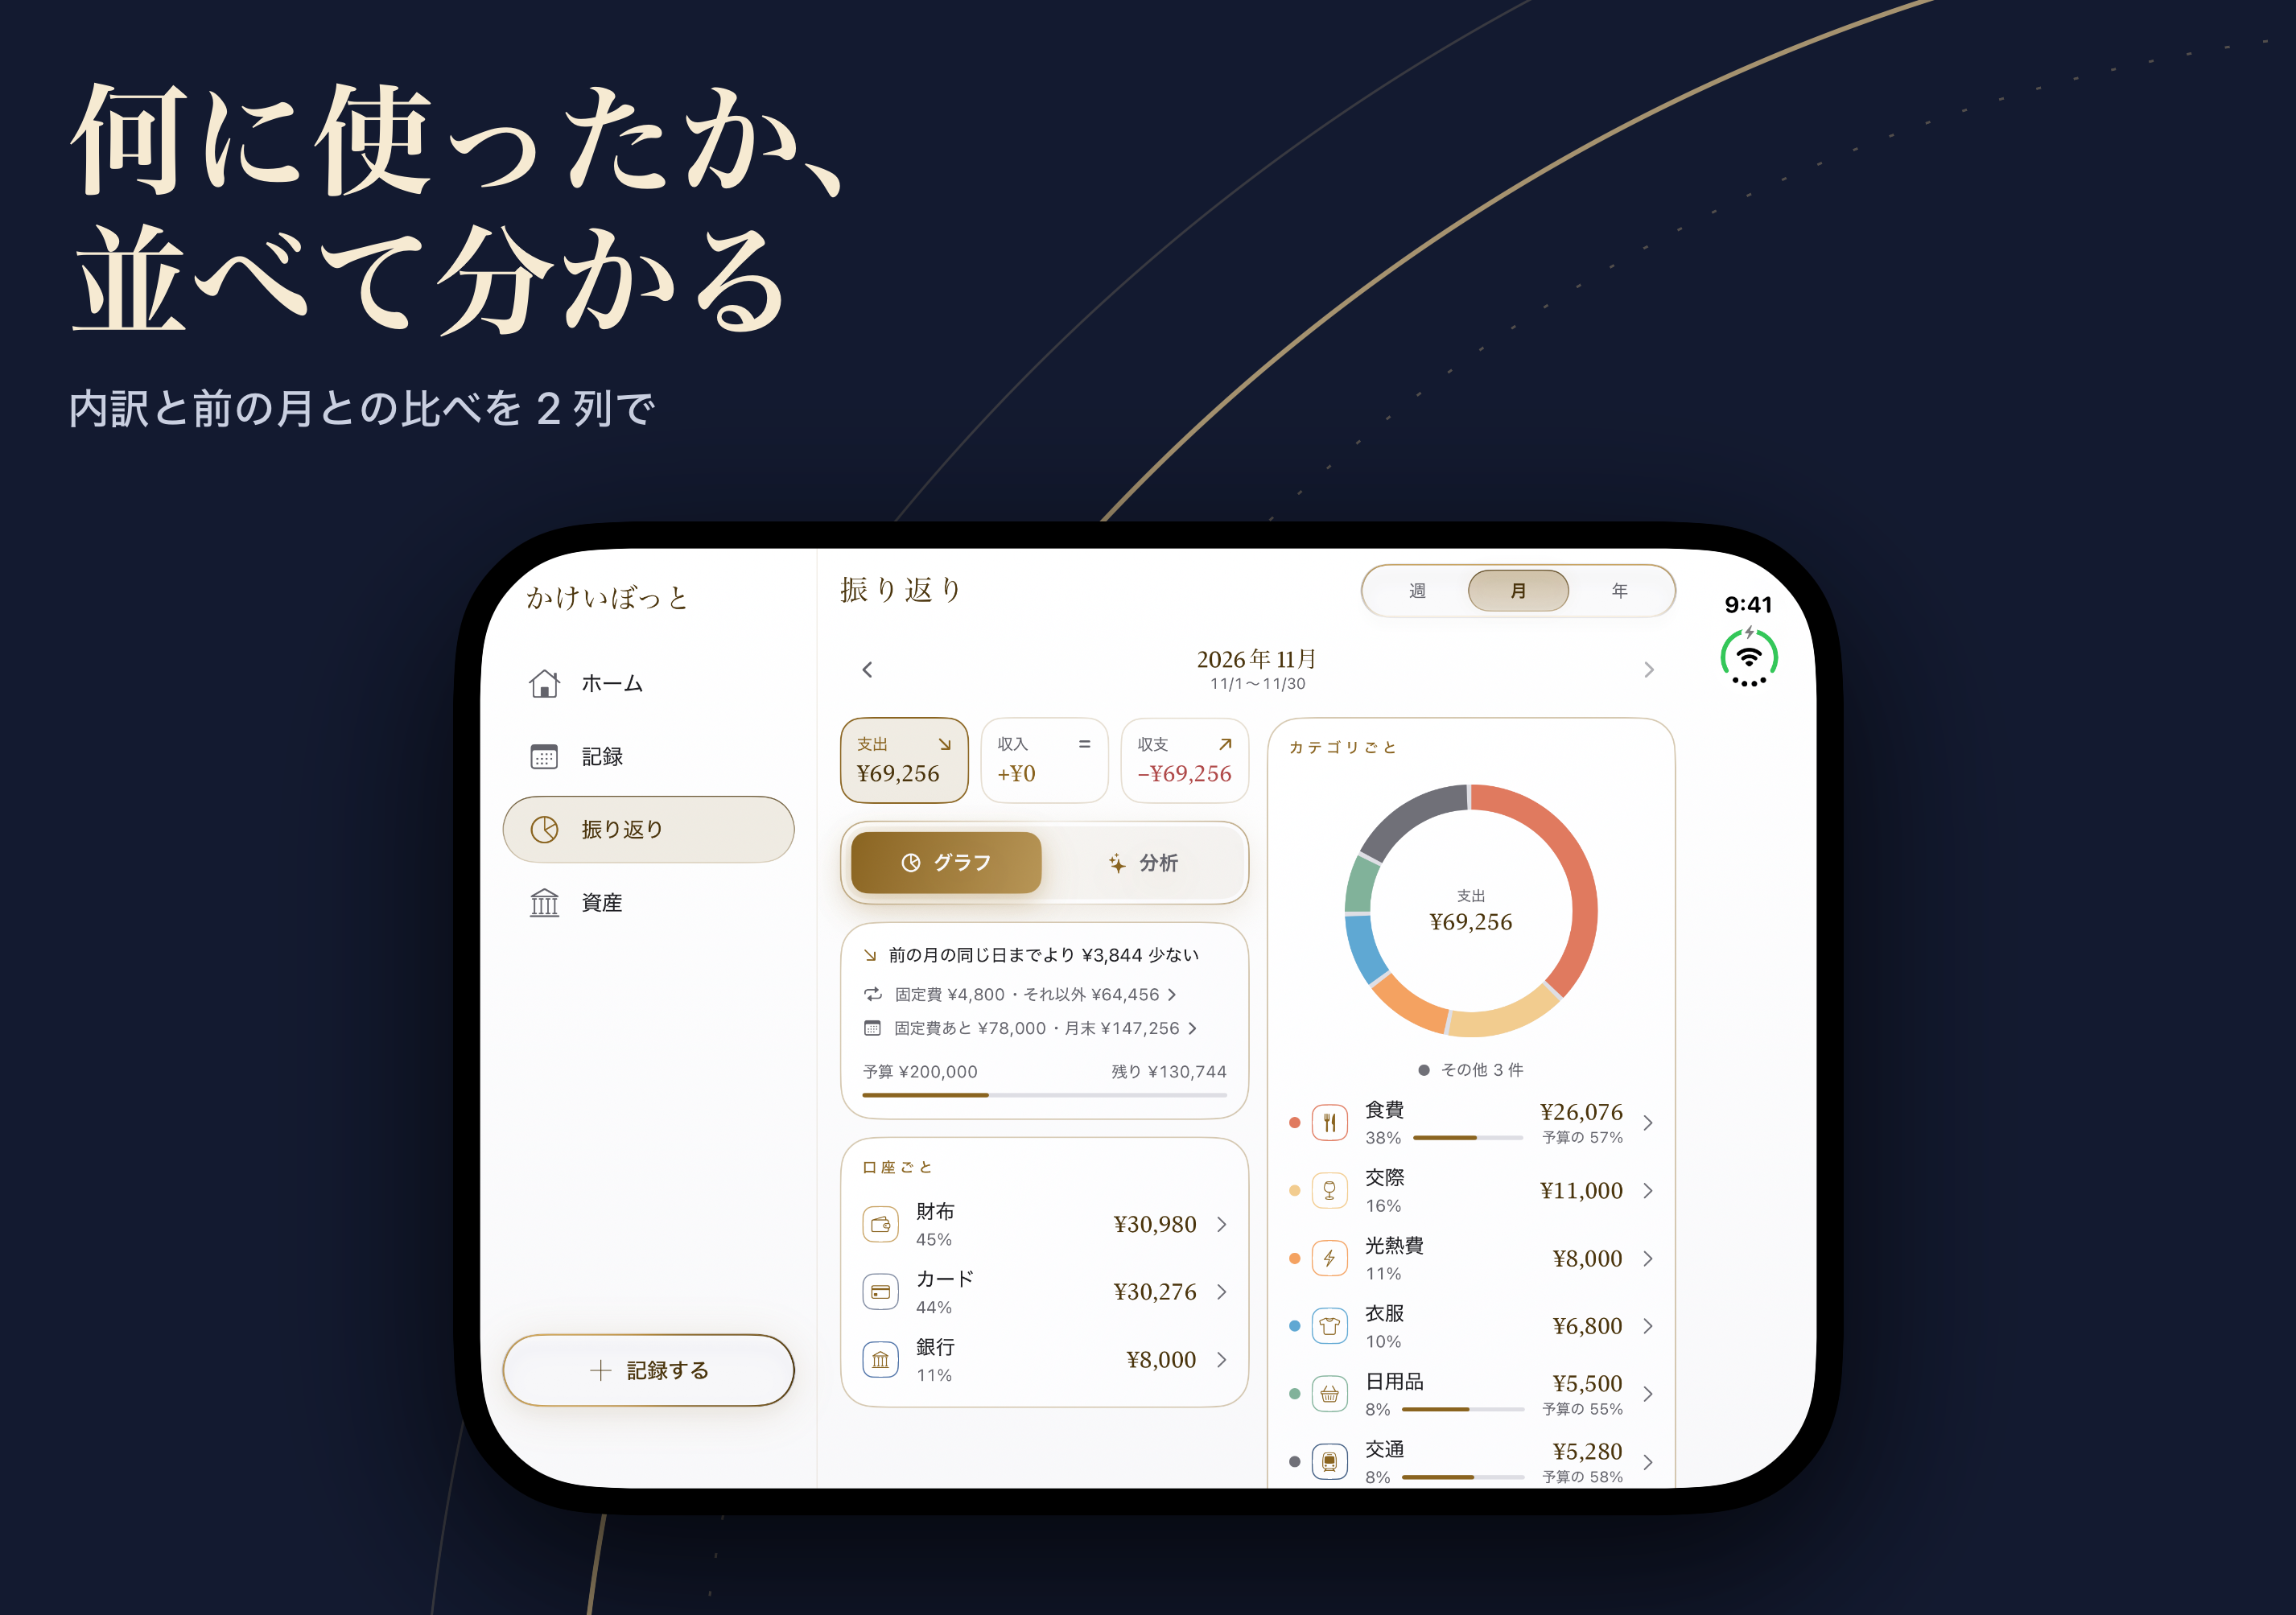 何に使ったか、
並べて分かる
内訳と前の月との比べを 2 列で
かけいぼっと
ホーム
記録
振り返り
資産
記録する
振り返り
週
月
年
9:41
2026年 11月
11/1〜11/30
支出
¥69,256
収入
+¥0
収支
−¥69,256
グラフ
分析
前の月の同じ日までより ¥3,844 少ない
固定費 ¥4,800・それ以外 ¥64,456
固定費あと ¥78,000・月末 ¥147,256
予算 ¥200,000
残り ¥130,744
口座ごと
財布
45%
¥30,980
カード
44%
¥30,276
銀行
11%
¥8,000
カテゴリごと
支出
¥69,256
その他 3 件
食費
38%
¥26,076
予算の 57%
交際
16%
¥11,000
光熱費
11%
¥8,000
衣服
10%
¥6,800
日用品
8%
¥5,500
予算の 55%
交通
8%
¥5,280
予算の 58%